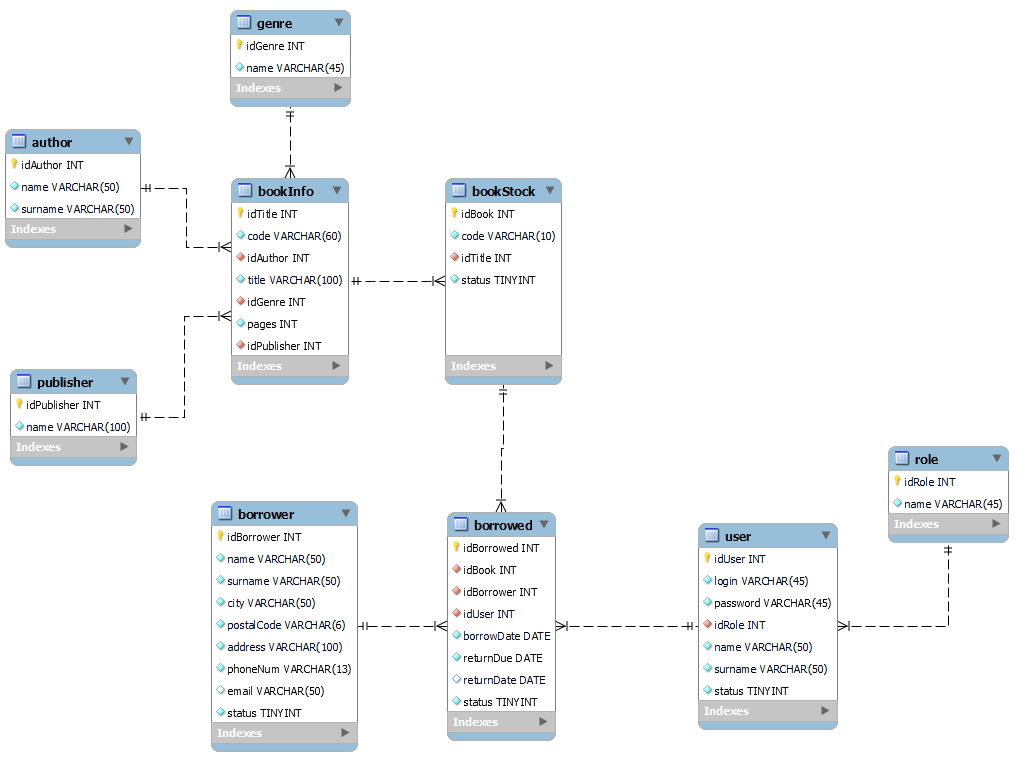 genre
idGenre INT
name VARCHAR(45)
Indexes
author
idAuthor INT
name VARCHAR(50)
surname VARCHAR(50)
Indexes
bookInfo
idTitle INT
code VARCHAR(60)
idAuthor INT
title VARCHAR(100)
idGenre INT
pages INT
idPublisher INT
Indexes
bookStock
idBook INT
code VARCHAR(10)
idTitle INT
status TINYINT
Indexes
publisher
idPublisher INT
name VARCHAR(100)
Indexes
role
idRole INT
name VARCHAR(45)
Indexes
borrower
idBorrower INT
name VARCHAR(50)
surname VARCHAR(50)
city VARCHAR(50)
postalCode VARCHAR(6)
address VARCHAR(100)
phoneNum VARCHAR(13)
email VARCHAR(50)
status TINYINT
Indexes
borrowed
idBorrowed INT
idBook INT
idBorrower INT
idUser INT
borrowDate DATE
returnDue DATE
returnDate DATE
status TINYINT
Indexes
user
idUser INT
login VARCHAR(45)
password VARCHAR(45)
idRole INT
name VARCHAR(50)
surname VARCHAR(50)
status TINYINT
Indexes